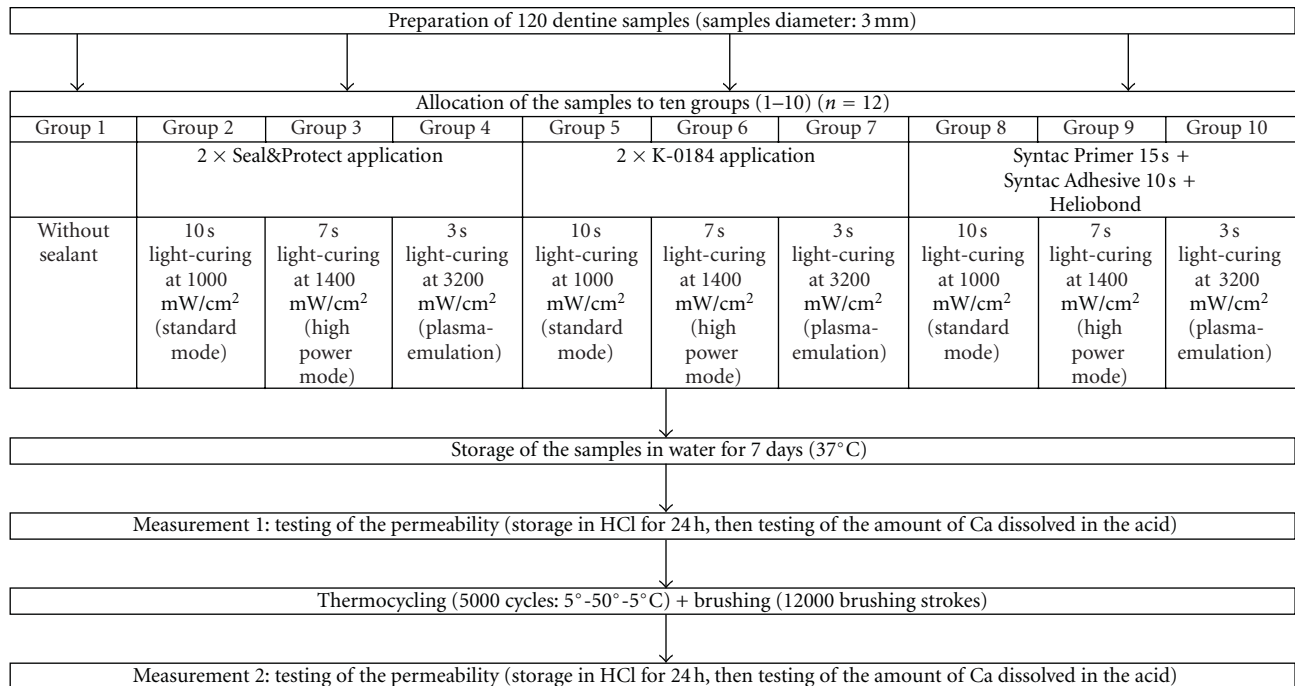 Preparation of 120 dentine samples (samples diameter: 3 mm)
Allocation of the samples to ten groups (1–10) (n = 12)
Group 1 Group 2 Group 3 Group 4 Group 5 Group 6 Group 7 Group 8 Group 9 Group 10
2 × Seal&Protect application
2 × K-0184 application
Syntac Primer 15 s +
Syntac Adhesive 10 s +
Heliobond
Without
sealant
10 s
light-curing
at 1000
mW/cm²
(standard
mode)
7 s
light-curing
at 1400
mW/cm²
(high
power
mode)
3 s
light-curing
at 3200
mW/cm²
(plasma-
emulation)
10 s
light-curing
at 1000
mW/cm²
(standard
mode)
7 s
light-curing
at 1400
mW/cm²
(high
power
mode)
3 s
light-curing
at 3200
mW/cm²
(plasma-
emulation)
10 s
light-curing
at 1000
mW/cm²
(standard
mode)
7 s
light-curing
at 1400
mW/cm²
(high
power
mode)
3 s
light-curing
at 3200
mW/cm²
(plasma-
emulation)
Storage of the samples in water for 7 days (37°C)
Measurement 1: testing of the permeability (storage in HCl for 24 h, then testing of the amount of Ca dissolved in the acid)
Thermocycling (5000 cycles: 5°-50°-5°C) + brushing (12000 brushing strokes)
Measurement 2: testing of the permeability (storage in HCl for 24 h, then testing of the amount of Ca dissolved in the acid)